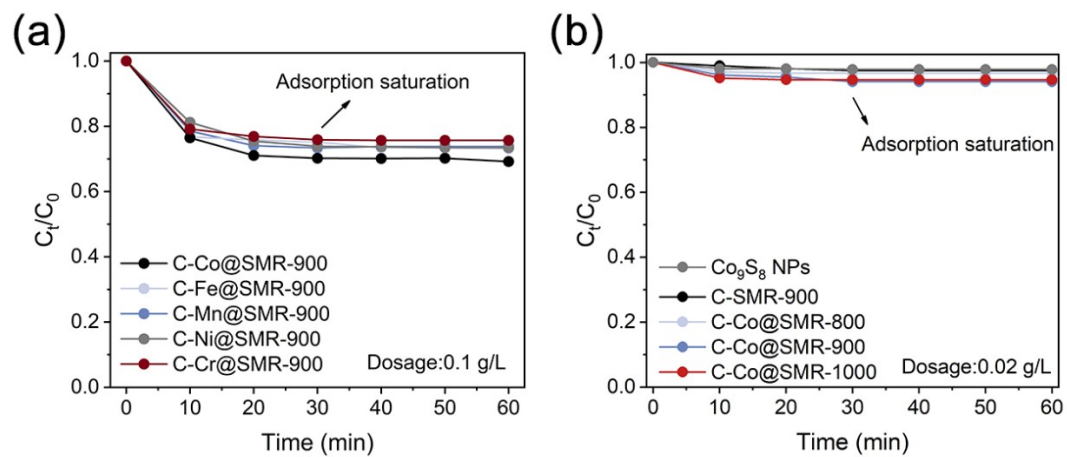 (a)
1.0
0.8
0.6
0.4
0.2
0.0
Cₜ/C₀
Adsorption saturation
C-Co@SMR-900
C-Fe@SMR-900
C-Mn@SMR-900
C-Ni@SMR-900
C-Cr@SMR-900
Dosage:0.1 g/L
0 10 20 30 40 50 60
Time (min)
(b)
1.0
0.8
0.6
0.4
0.2
0.0
Cₜ/C₀
Adsorption saturation
Co₉S₈ NPs
C-SMR-900
C-Co@SMR-800
C-Co@SMR-900
C-Co@SMR-1000
Dosage:0.02 g/L
0 10 20 30 40 50 60
Time (min)